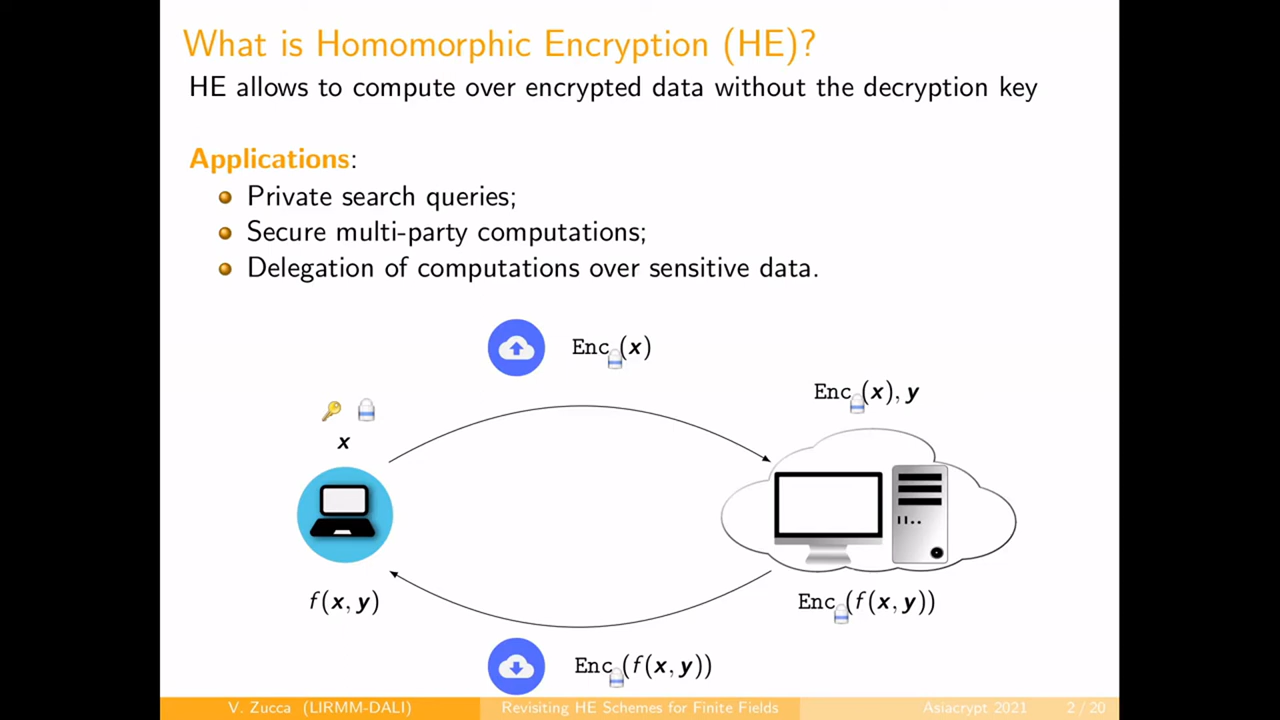 What is Homomorphic Encryption (HE)?
HE allows to compute over encrypted data without the decryption key
Applications:
Private search queries;
Secure multi-party computations;
Delegation of computations over sensitive data.
Enc(x)
Enc(x), y
x
f(x, y)
Enc(f(x, y))
Enc(f(x, y))
V. Zucca (LIRMM-DALI) Revisiting HE Schemes for Finite Fields Asiacrypt 2021 2 / 20